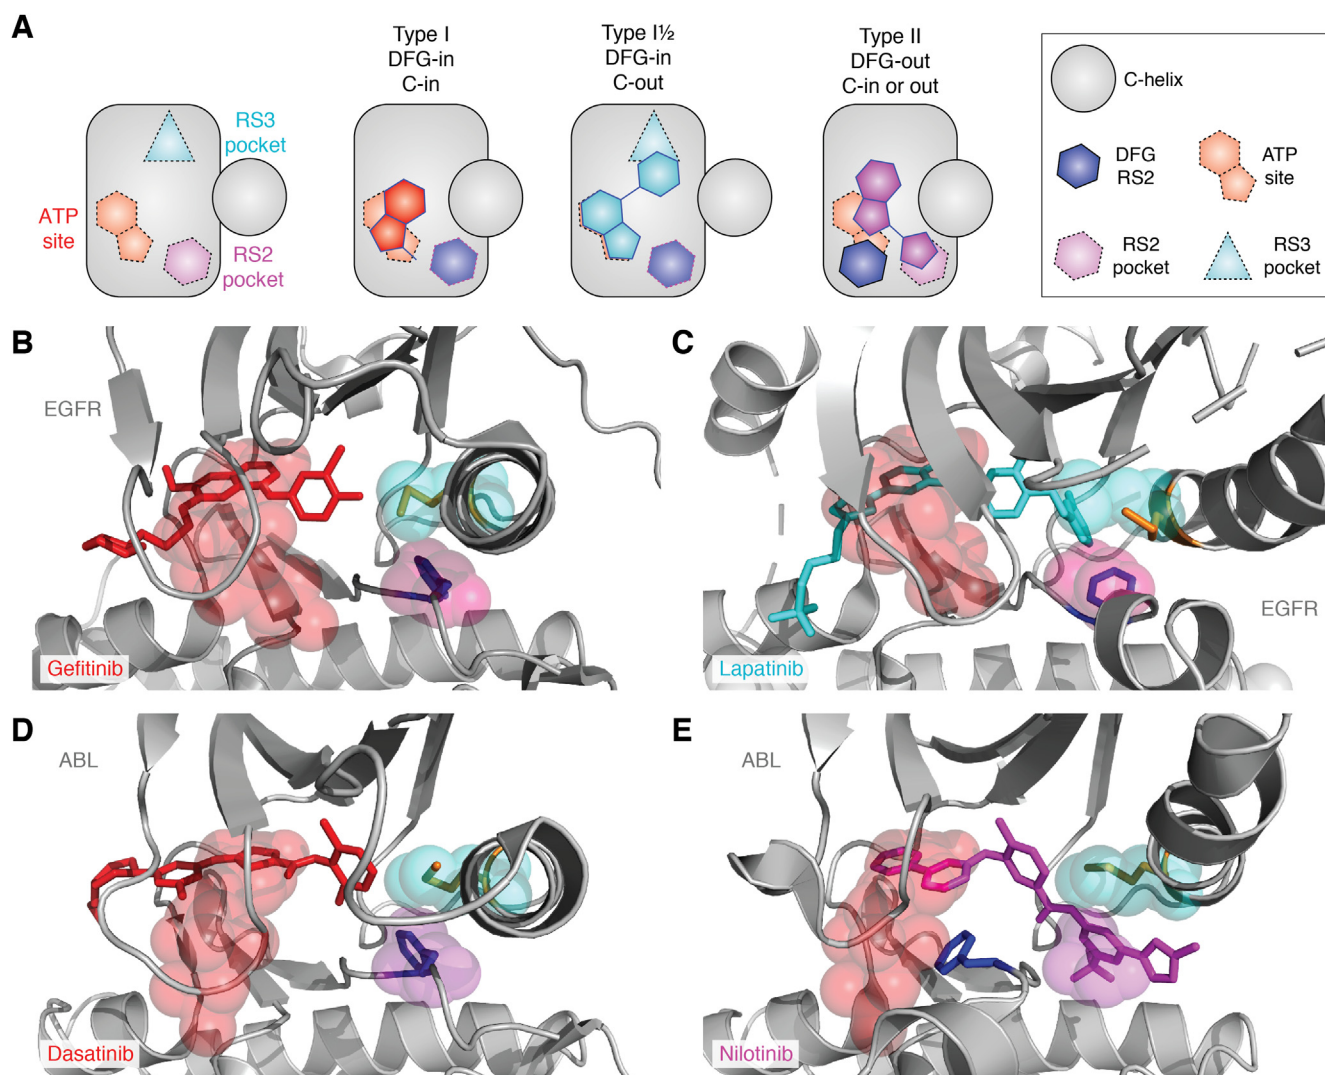 A
Type I
DFG-in
C-in
Type I½
DFG-in
C-out
Type II
DFG-out
C-in or out
RS3
pocket
ATP
site
RS2
pocket
C-helix
DFG
RS2
ATP
site
RS2
pocket
RS3
pocket
B
EGFR
Gefitinib
C
EGFR
Lapatinib
D
ABL
Dasatinib
E
ABL
Nilotinib